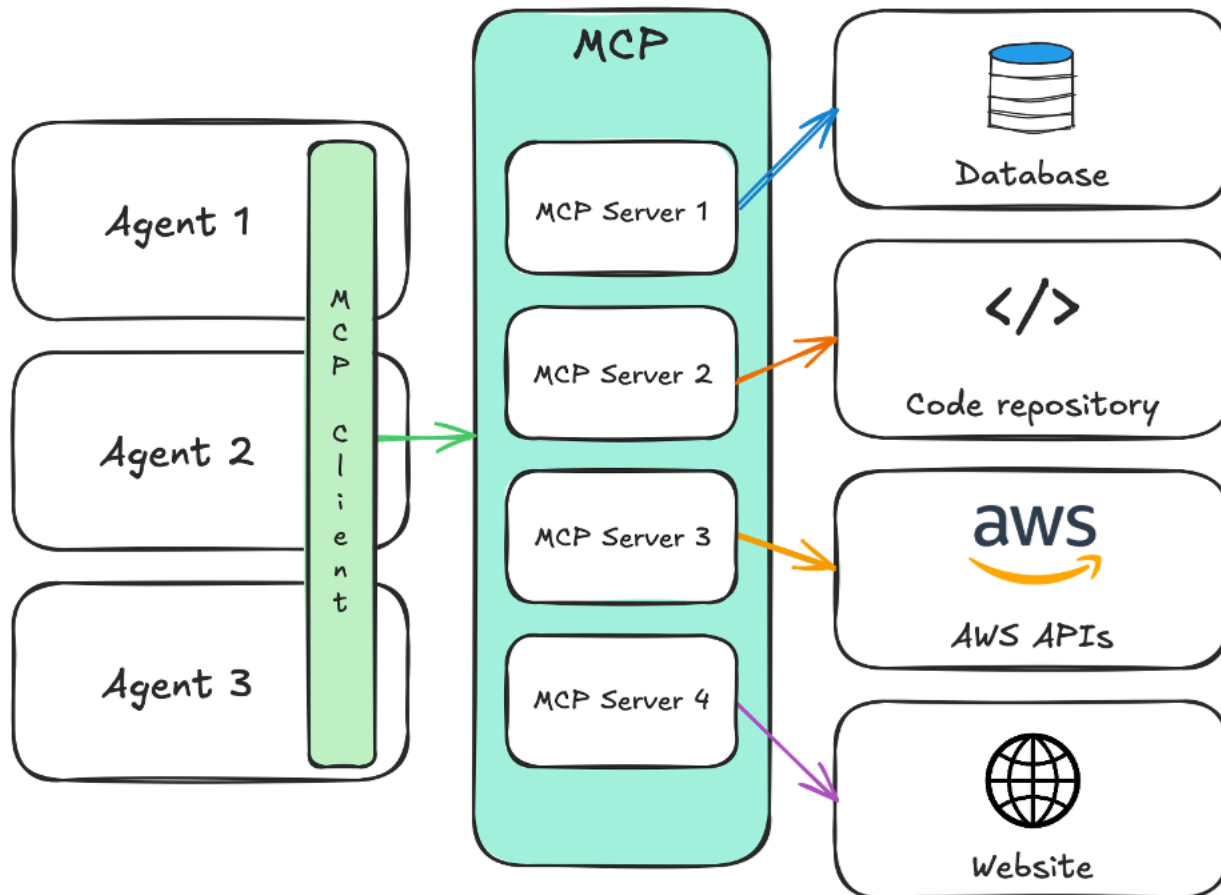 Agent 1
Agent 2
Agent 3
MCP Client
MCP
MCP Server 1
MCP Server 2
MCP Server 3
MCP Server 4
Database
</>
Code repository
aws
AWS APIs
Website